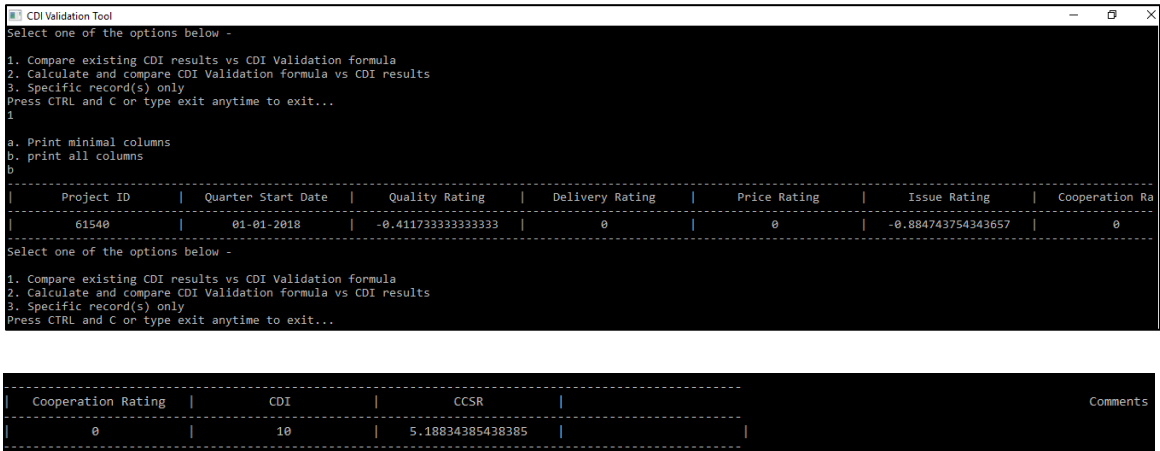 CDI Validation Tool
Select one of the options below -
1. Compare existing CDI results vs CDI Validation formula
2. Calculate and compare CDI Validation formula vs CDI results
3. Specific record(s) only
Press CTRL and C or type exit anytime to exit...
1
a. Print minimal columns
b. print all columns
b
| Project ID | Quarter Start Date | Quality Rating | Delivery Rating | Price Rating | Issue Rating | Cooperation Ra
| 61540 | 01-01-2018 | -0.411733333333333 | 0 | 0 | -0.884743754343657 | 0
Select one of the options below -
1. Compare existing CDI results vs CDI Validation formula
2. Calculate and compare CDI Validation formula vs CDI results
3. Specific record(s) only
Press CTRL and C or type exit anytime to exit...
| Cooperation Rating | CDI | CCSR | Comments
| 0 | 10 | 5.18834385438385 | |